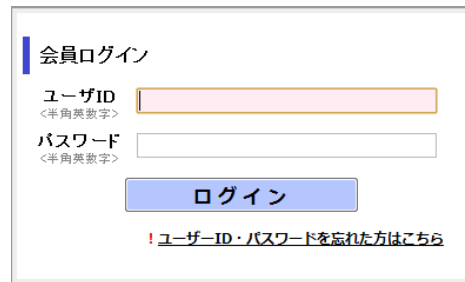 会員ログイン
ユーザID
<半角英数字>
パスワード
<半角英数字>
ログイン
!ユーザーID・パスワードを忘れた方はこちら